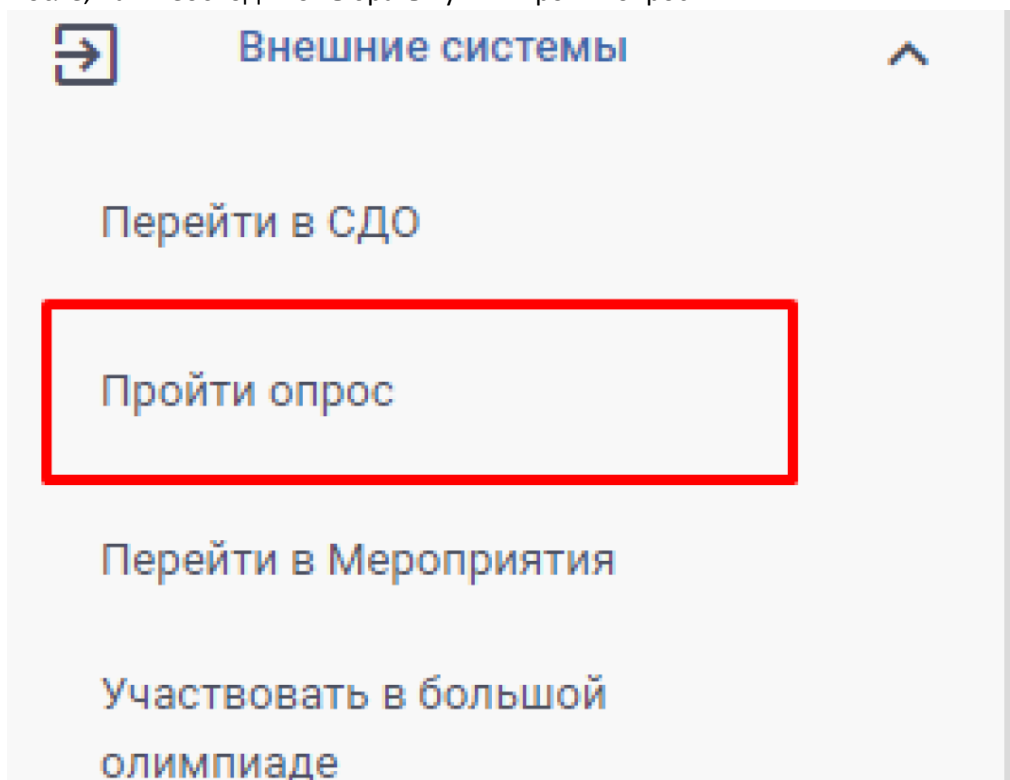 Внешние системы
Перейти в СДО
Пройти опрос
Перейти в Мероприятия
Участвовать в большой
олимпиаде